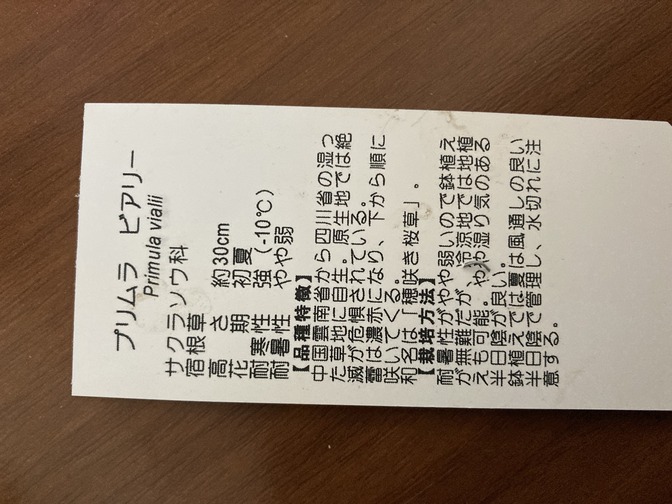 プリムラ ビアリー
Primula vialii
サクラソウ科
宿根草
高さ 約30cm
花期 初夏
耐寒性 強 (-10℃)
耐暑性 やや弱
【品種特徴】
中国雲南省から四川省の湿っ
た草地に自生。原生地では絶
滅が危惧されている。
蕾は濃赤になり、下から順に
咲いてくる。
和名は「穂咲き桜草」。
【栽培方法】
耐暑性がやや弱いので鉢植え
が無難だが、冷涼地では地植
えも可能。やや湿り気のある
半日陰が良い。
鉢植えでは夏は風通しの良い
半日陰で管理し、水切れに注
意する。